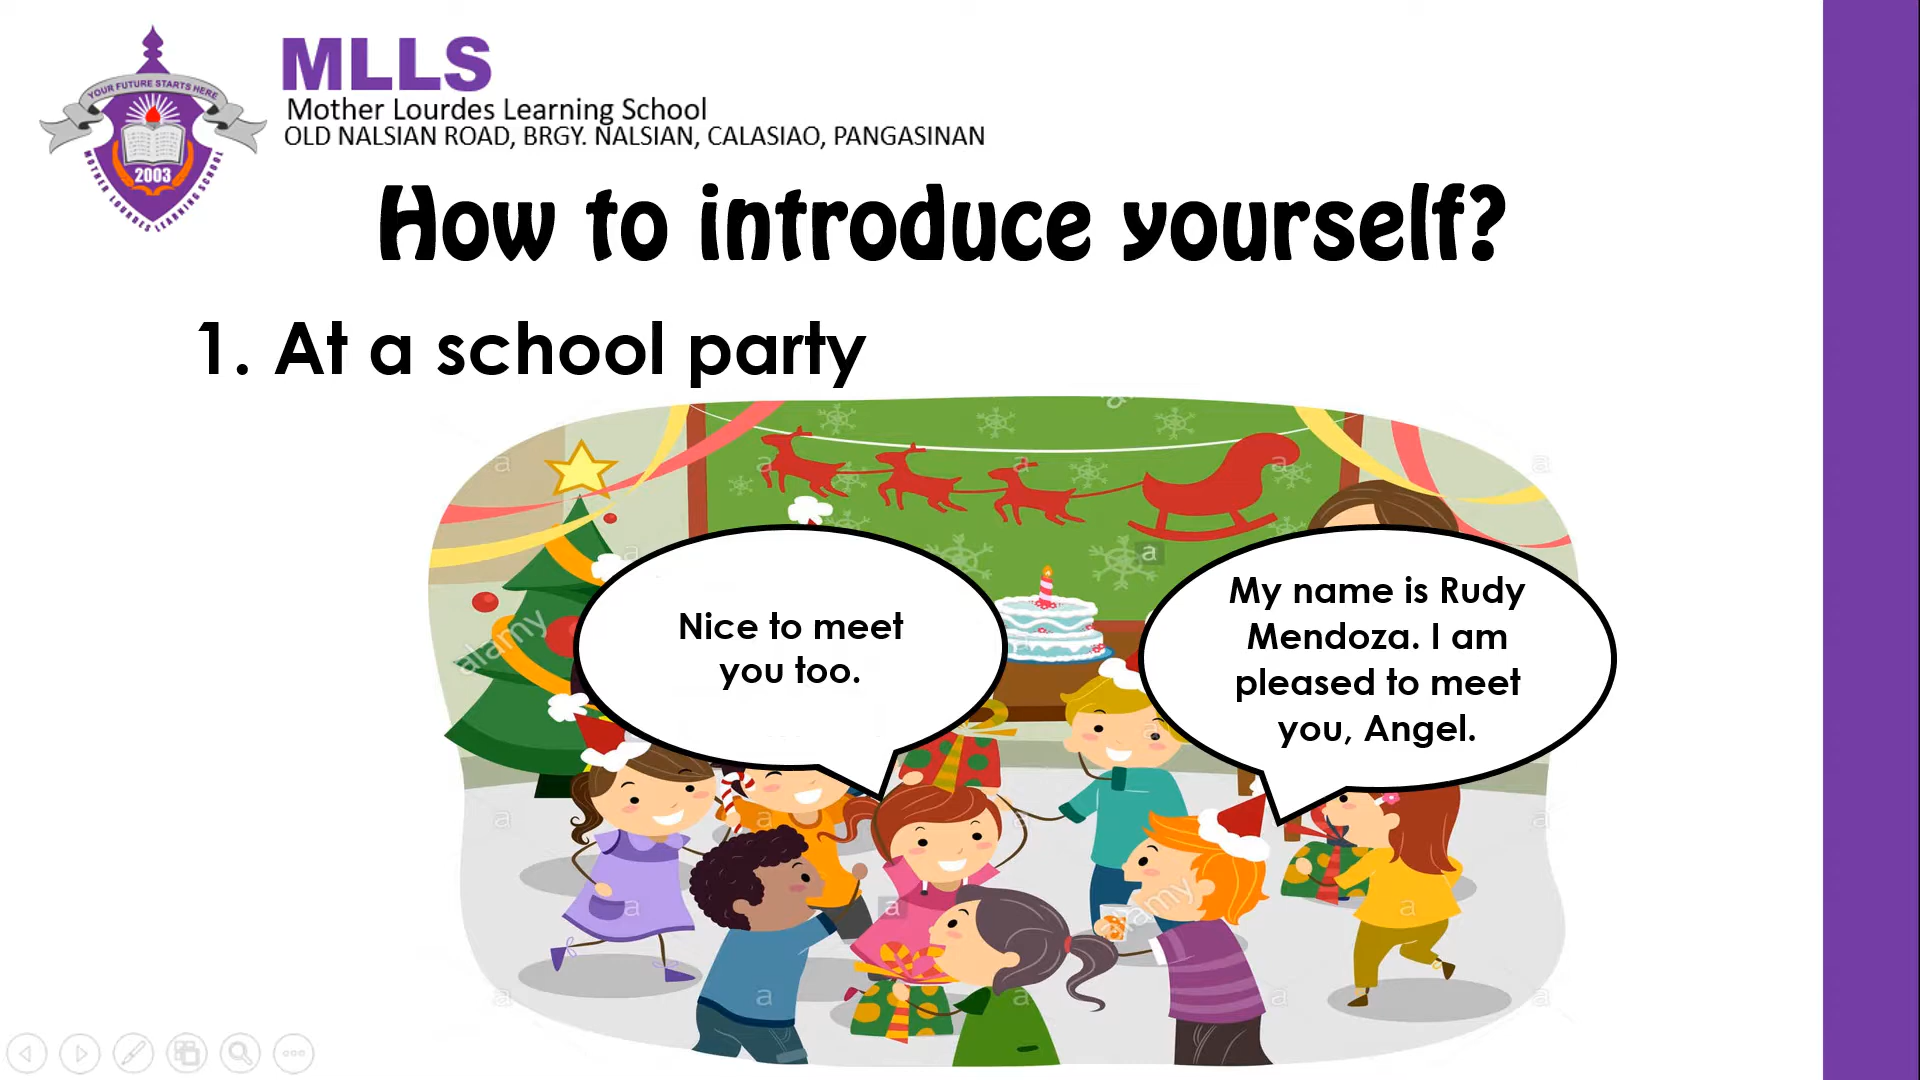 YOUR FUTURE STARTS HERE
2003
MOTHER LOURDES LEARNING SCHOOL
MLLS
Mother Lourdes Learning School
OLD NALSIAN ROAD, BRGY. NALSIAN, CALASIAO, PANGASINAN
How to introduce yourself?
1. At a school party
Nice to meet
you too.
My name is Rudy
Mendoza. I am
pleased to meet
you, Angel.
a
a
a
a
a
a
alamy
a
a
a
a
a
alamy
a
a
a
a
a
a